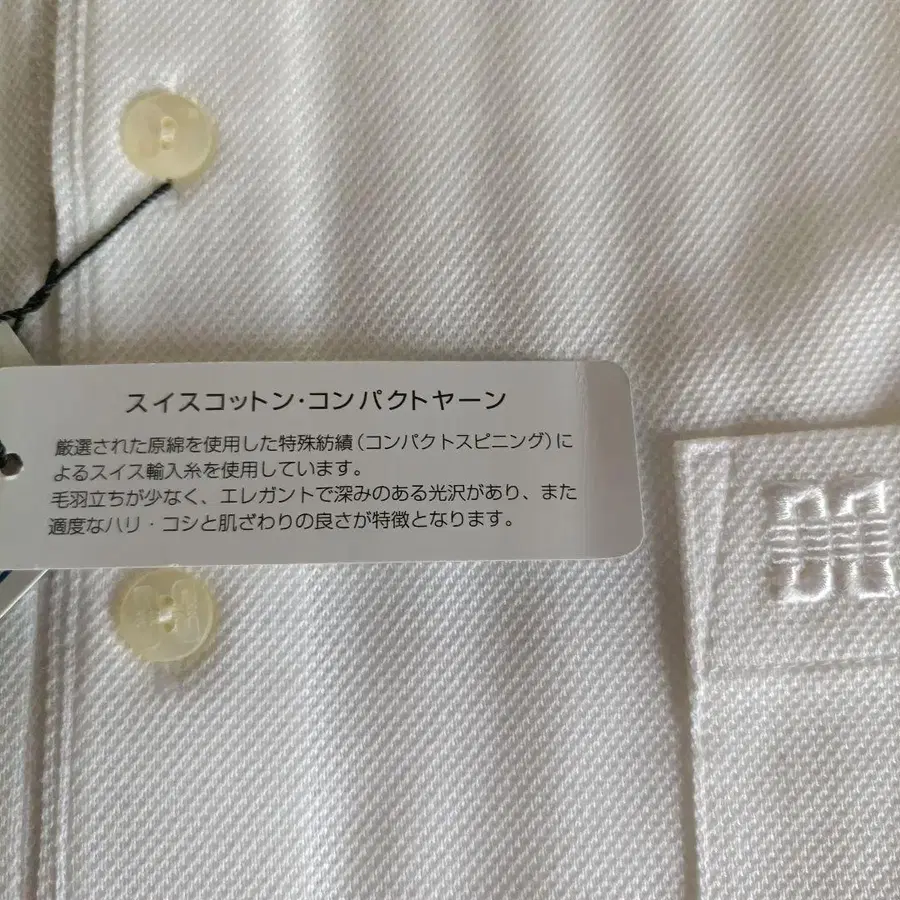 スイスコットン・コンパクトヤーン
厳選された原綿を使用した特殊紡績(コンパクトスピニング)に
よるスイス輸入糸を使用しています。
毛羽立ちが少なく、エレガントで深みのある光沢があり、また
適度なハリ・コシと肌ざわりの良さが特徴となります。